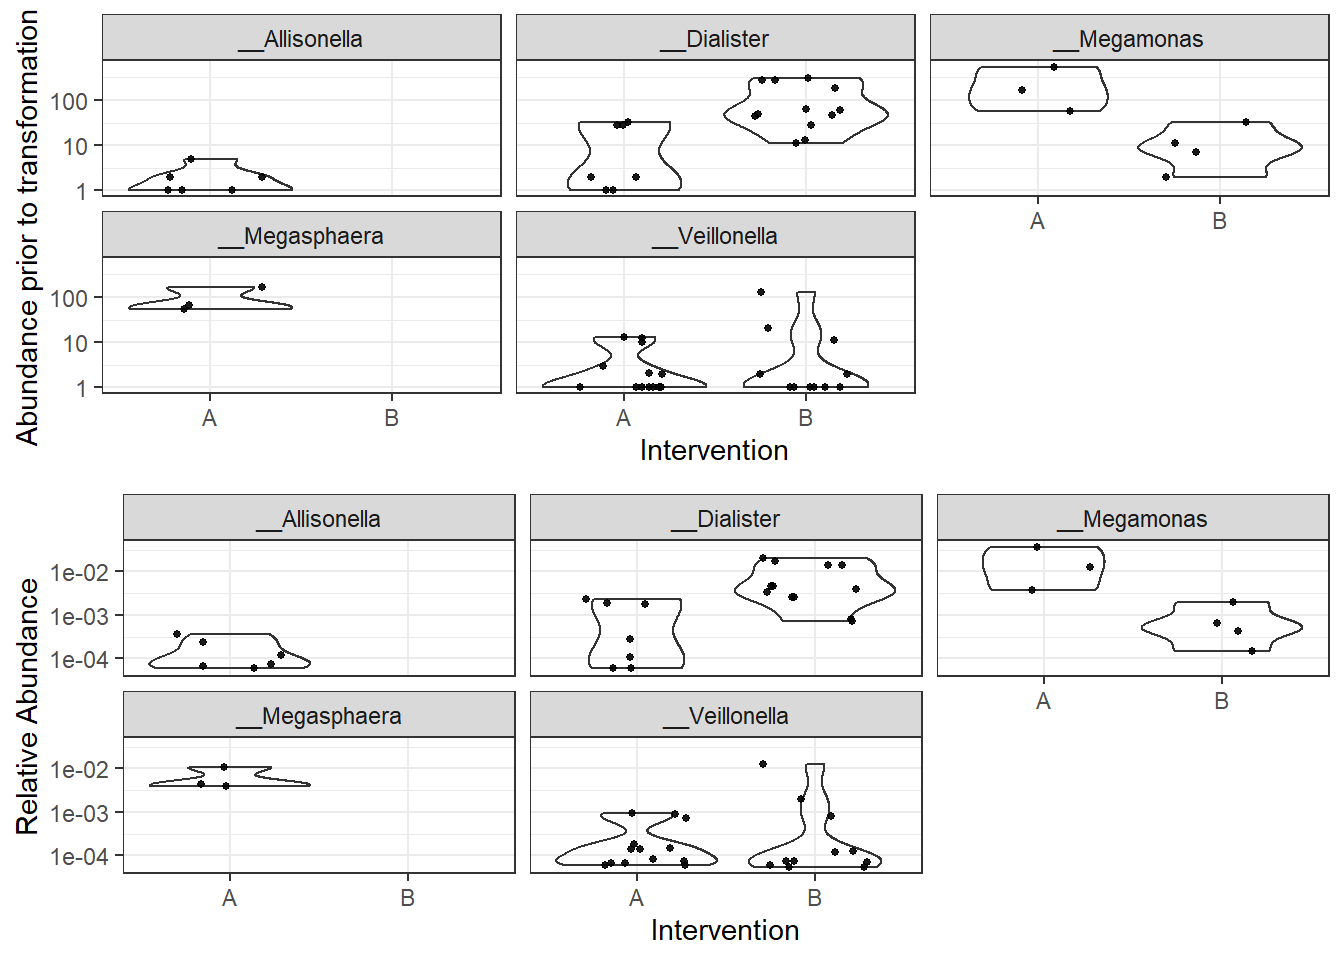 Abundance prior to transformation
__Allisonella
__Dialister
__Megamonas
100
10
1
A
B
__Megasphaera
__Veillonella
100
10
1
A
B
A
B
Intervention
Relative Abundance
__Allisonella
__Dialister
__Megamonas
1e-02
1e-03
1e-04
A
B
__Megasphaera
__Veillonella
1e-02
1e-03
1e-04
A
B
A
B
Intervention